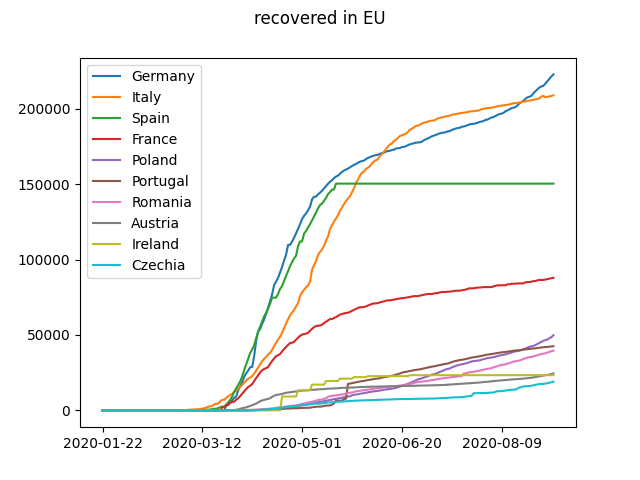 recovered in EU
Germany
Italy
Spain
France
Poland
Portugal
Romania
Austria
Ireland
Czechia
200000
150000
100000
50000
0
2020-01-22 2020-03-12 2020-05-01 2020-06-20 2020-08-09